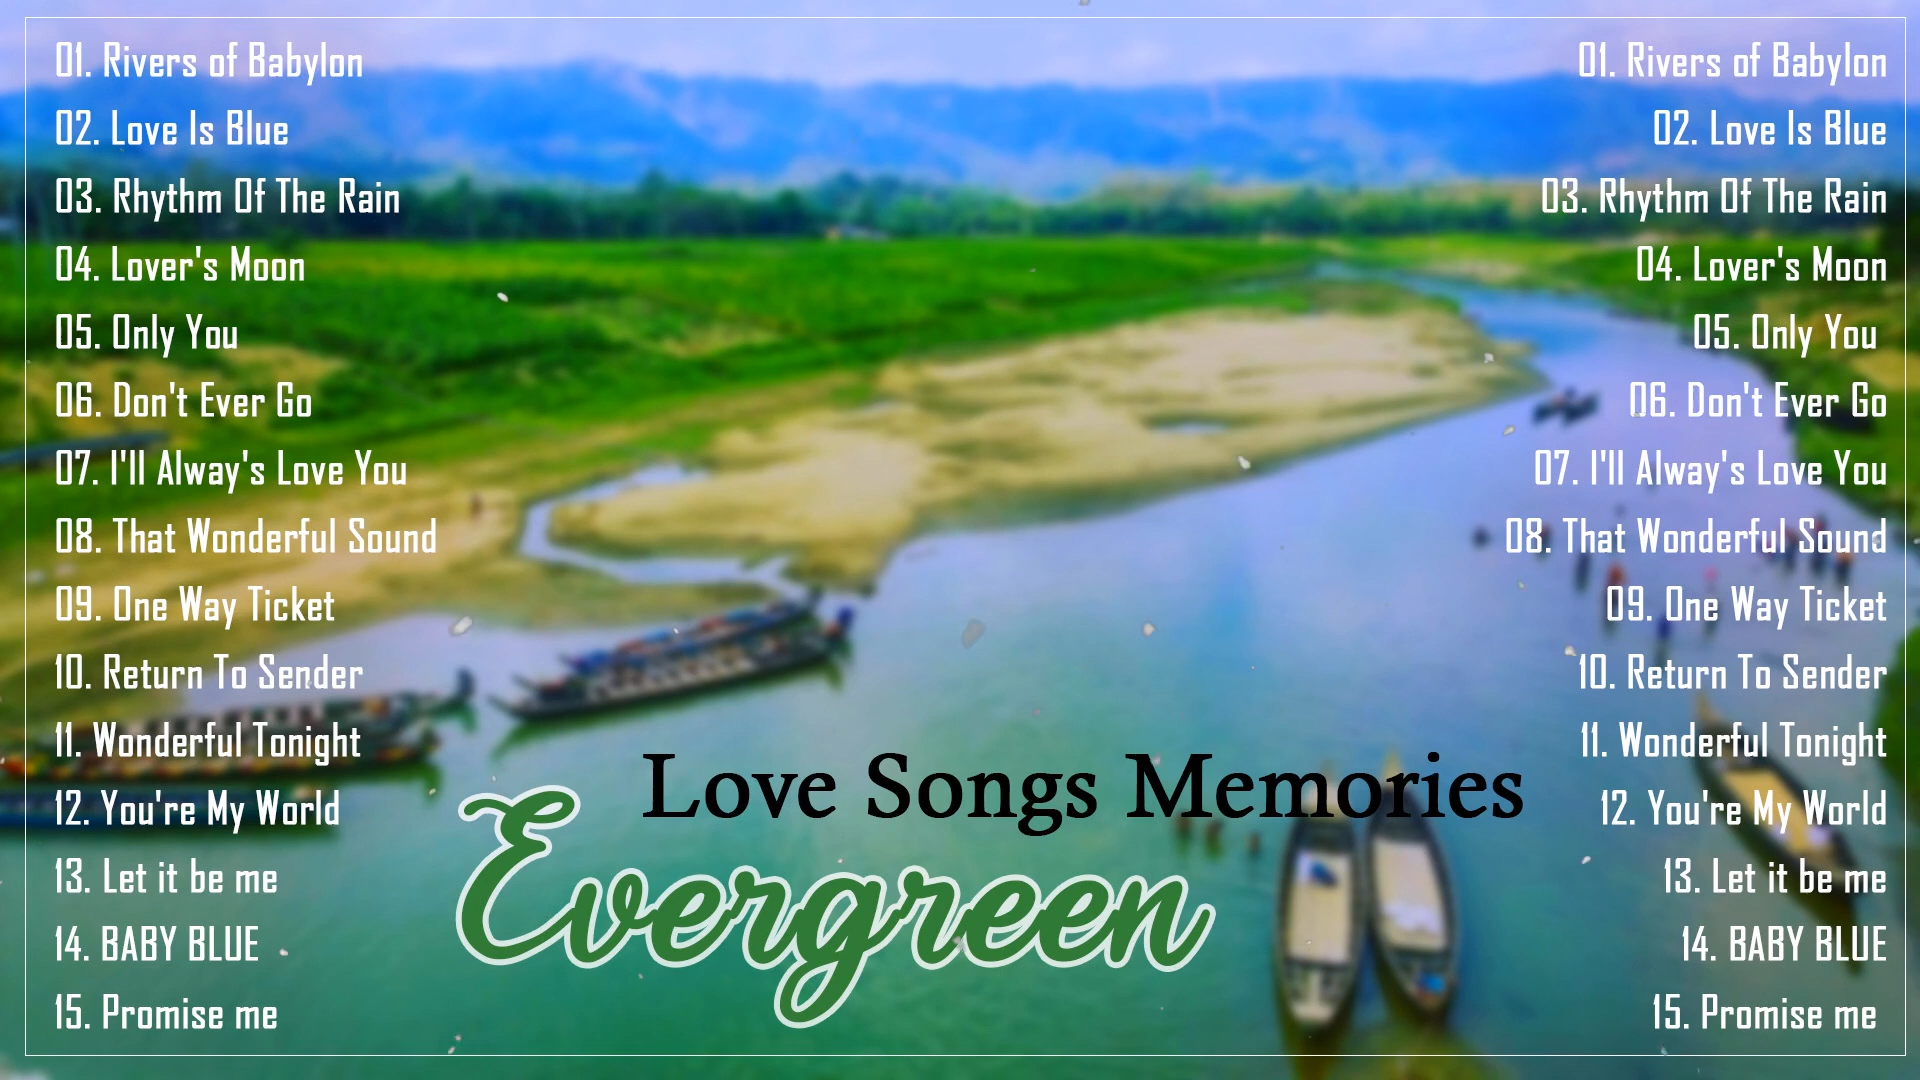 01. Rivers of Babylon
02. Love Is Blue
03. Rhythm Of The Rain
04. Lover's Moon
05. Only You
06. Don't Ever Go
07. I'll Alway's Love You
08. That Wonderful Sound
09. One Way Ticket
10. Return To Sender
11. Wonderful Tonight
12. You're My World
13. Let it be me
14. BABY BLUE
15. Promise me
Love Songs Memories
Evergreen
01. Rivers of Babylon
02. Love Is Blue
03. Rhythm Of The Rain
04. Lover's Moon
05. Only You
06. Don't Ever Go
07. I'll Alway's Love You
08. That Wonderful Sound
09. One Way Ticket
10. Return To Sender
11. Wonderful Tonight
12. You're My World
13. Let it be me
14. BABY BLUE
15. Promise me